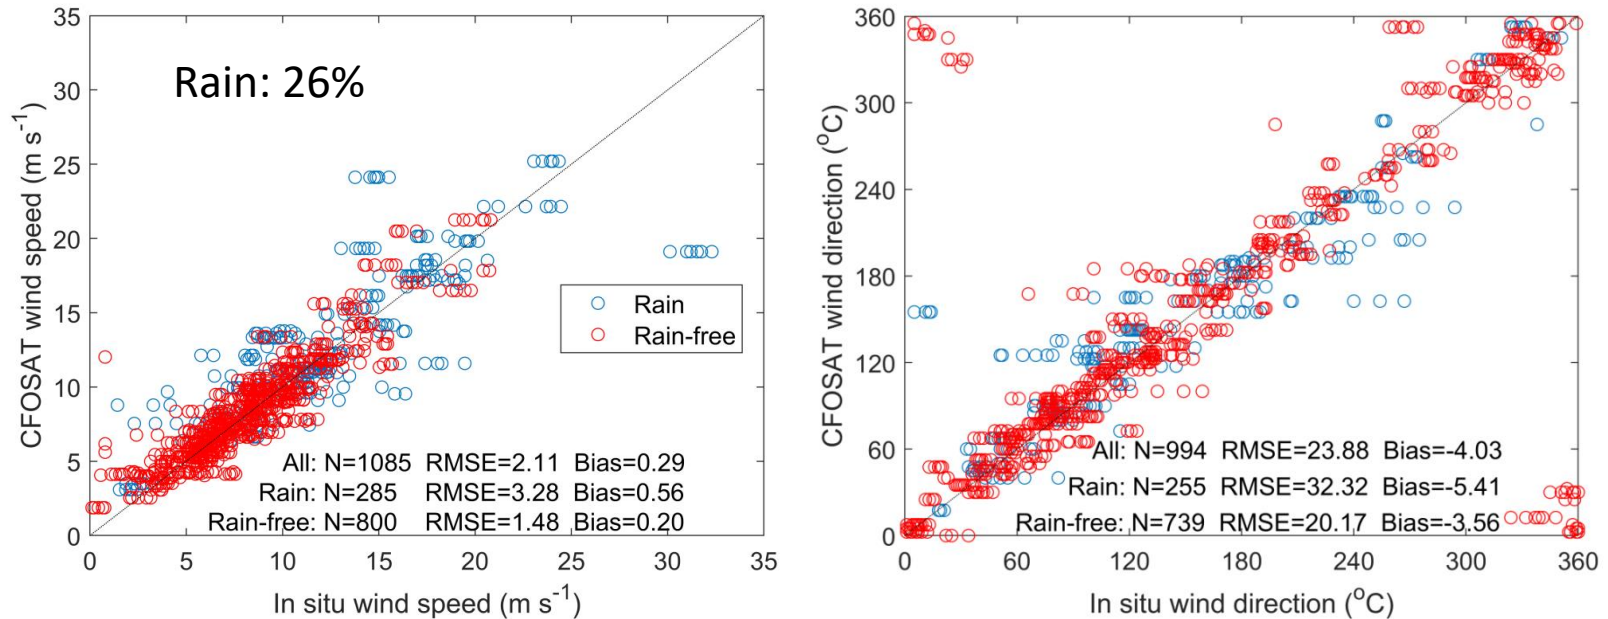 35
30
25
20
15
10
5
0
CFOSAT wind speed (m s⁻¹)
Rain: 26%
Rain
Rain-free
All: N=1085 RMSE=2.11 Bias=0.29
Rain: N=285 RMSE=3.28 Bias=0.56
Rain-free: N=800 RMSE=1.48 Bias=0.20
0 5 10 15 20 25 30 35
In situ wind speed (m s⁻¹)
360
300
240
180
120
60
0
CFOSAT wind direction (°C)
All: N=994 RMSE=23.88 Bias=-4.03
Rain: N=255 RMSE=32.32 Bias=-5.41
Rain-free: N=739 RMSE=20.17 Bias=-3.56
0 60 120 180 240 300 360
In situ wind direction (°C)